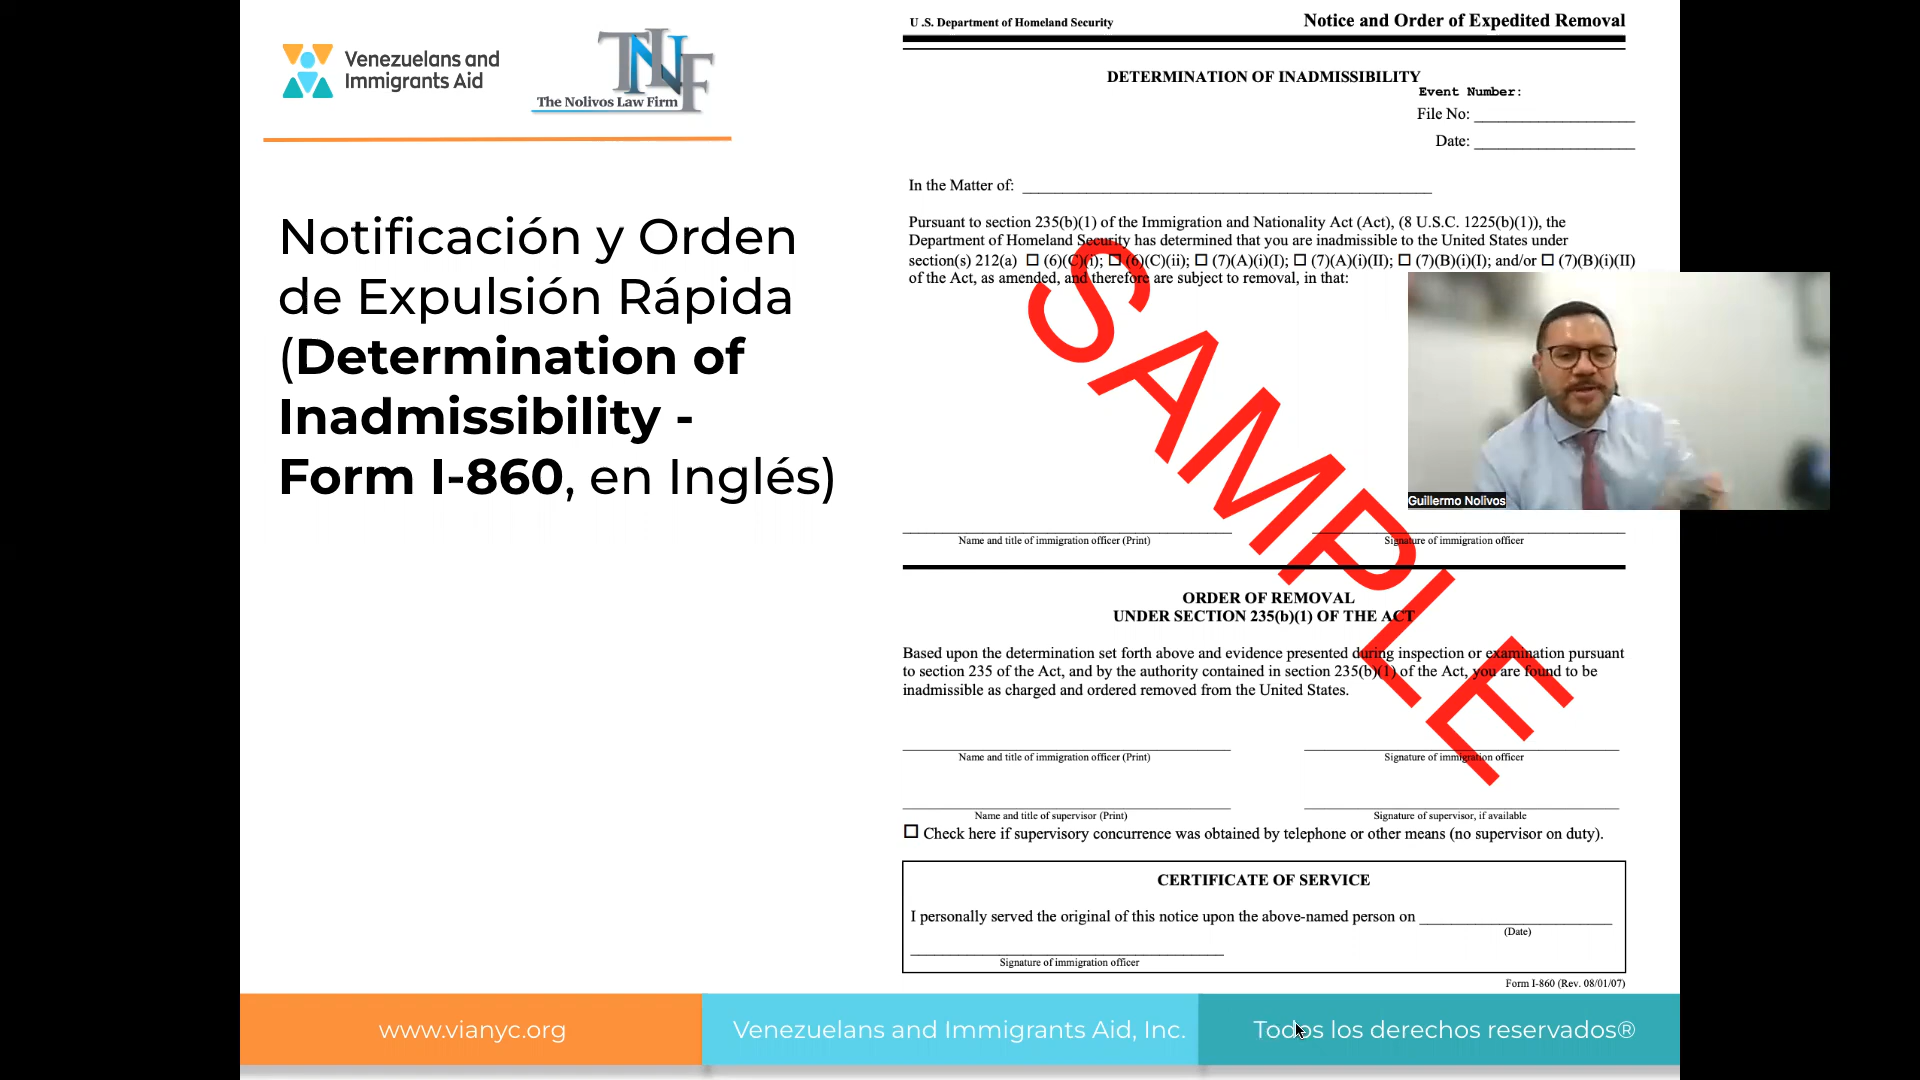 Venezuelans and
Immigrants Aid
TNLF
The Nolivos Law Firm
Notificación y Orden
de Expulsión Rápida
(Determination of
Inadmissibility -
Form I-860, en Inglés)
U .S. Department of Homeland Security
Notice and Order of Expedited Removal
DETERMINATION OF INADMISSIBILITY
Event Number:
File No: ____________________
Date: ____________________
In the Matter of: ____________________
Pursuant to section 235(b)(1) of the Immigration and Nationality Act (Act), (8 U.S.C. 1225(b)(1)), the
Department of Homeland Security has determined that you are inadmissible to the United States under
section(s) 212(a) ☐ (6)(C)(i); ☐ (6)(C)(ii); ☐ (7)(A)(i)(I); ☐ (7)(A)(i)(II); ☐ (7)(B)(i)(I); and/or ☐ (7)(B)(i)(II)
of the Act, as amended, and therefore are subject to removal, in that:
SAMPLE
Guillermo Nolivos
Name and title of immigration officer (Print)
Signature of immigration officer
ORDER OF REMOVAL
UNDER SECTION 235(b)(1) OF THE ACT
Based upon the determination set forth above and evidence presented during inspection or examination pursuant
to section 235 of the Act, and by the authority contained in section 235(b)(1) of the Act, you are found to be
inadmissible as charged and ordered removed from the United States.
Name and title of immigration officer (Print)
Signature of immigration officer
Name and title of supervisor (Print)
Signature of supervisor, if available
☐ Check here if supervisory concurrence was obtained by telephone or other means (no supervisor on duty).
CERTIFICATE OF SERVICE
I personally served the original of this notice upon the above-named person on ____________________
(Date)
Signature of immigration officer
Form I-860 (Rev. 08/01/07)
www.vianyc.org
Venezuelans and Immigrants Aid, Inc.
Todos los derechos reservados®